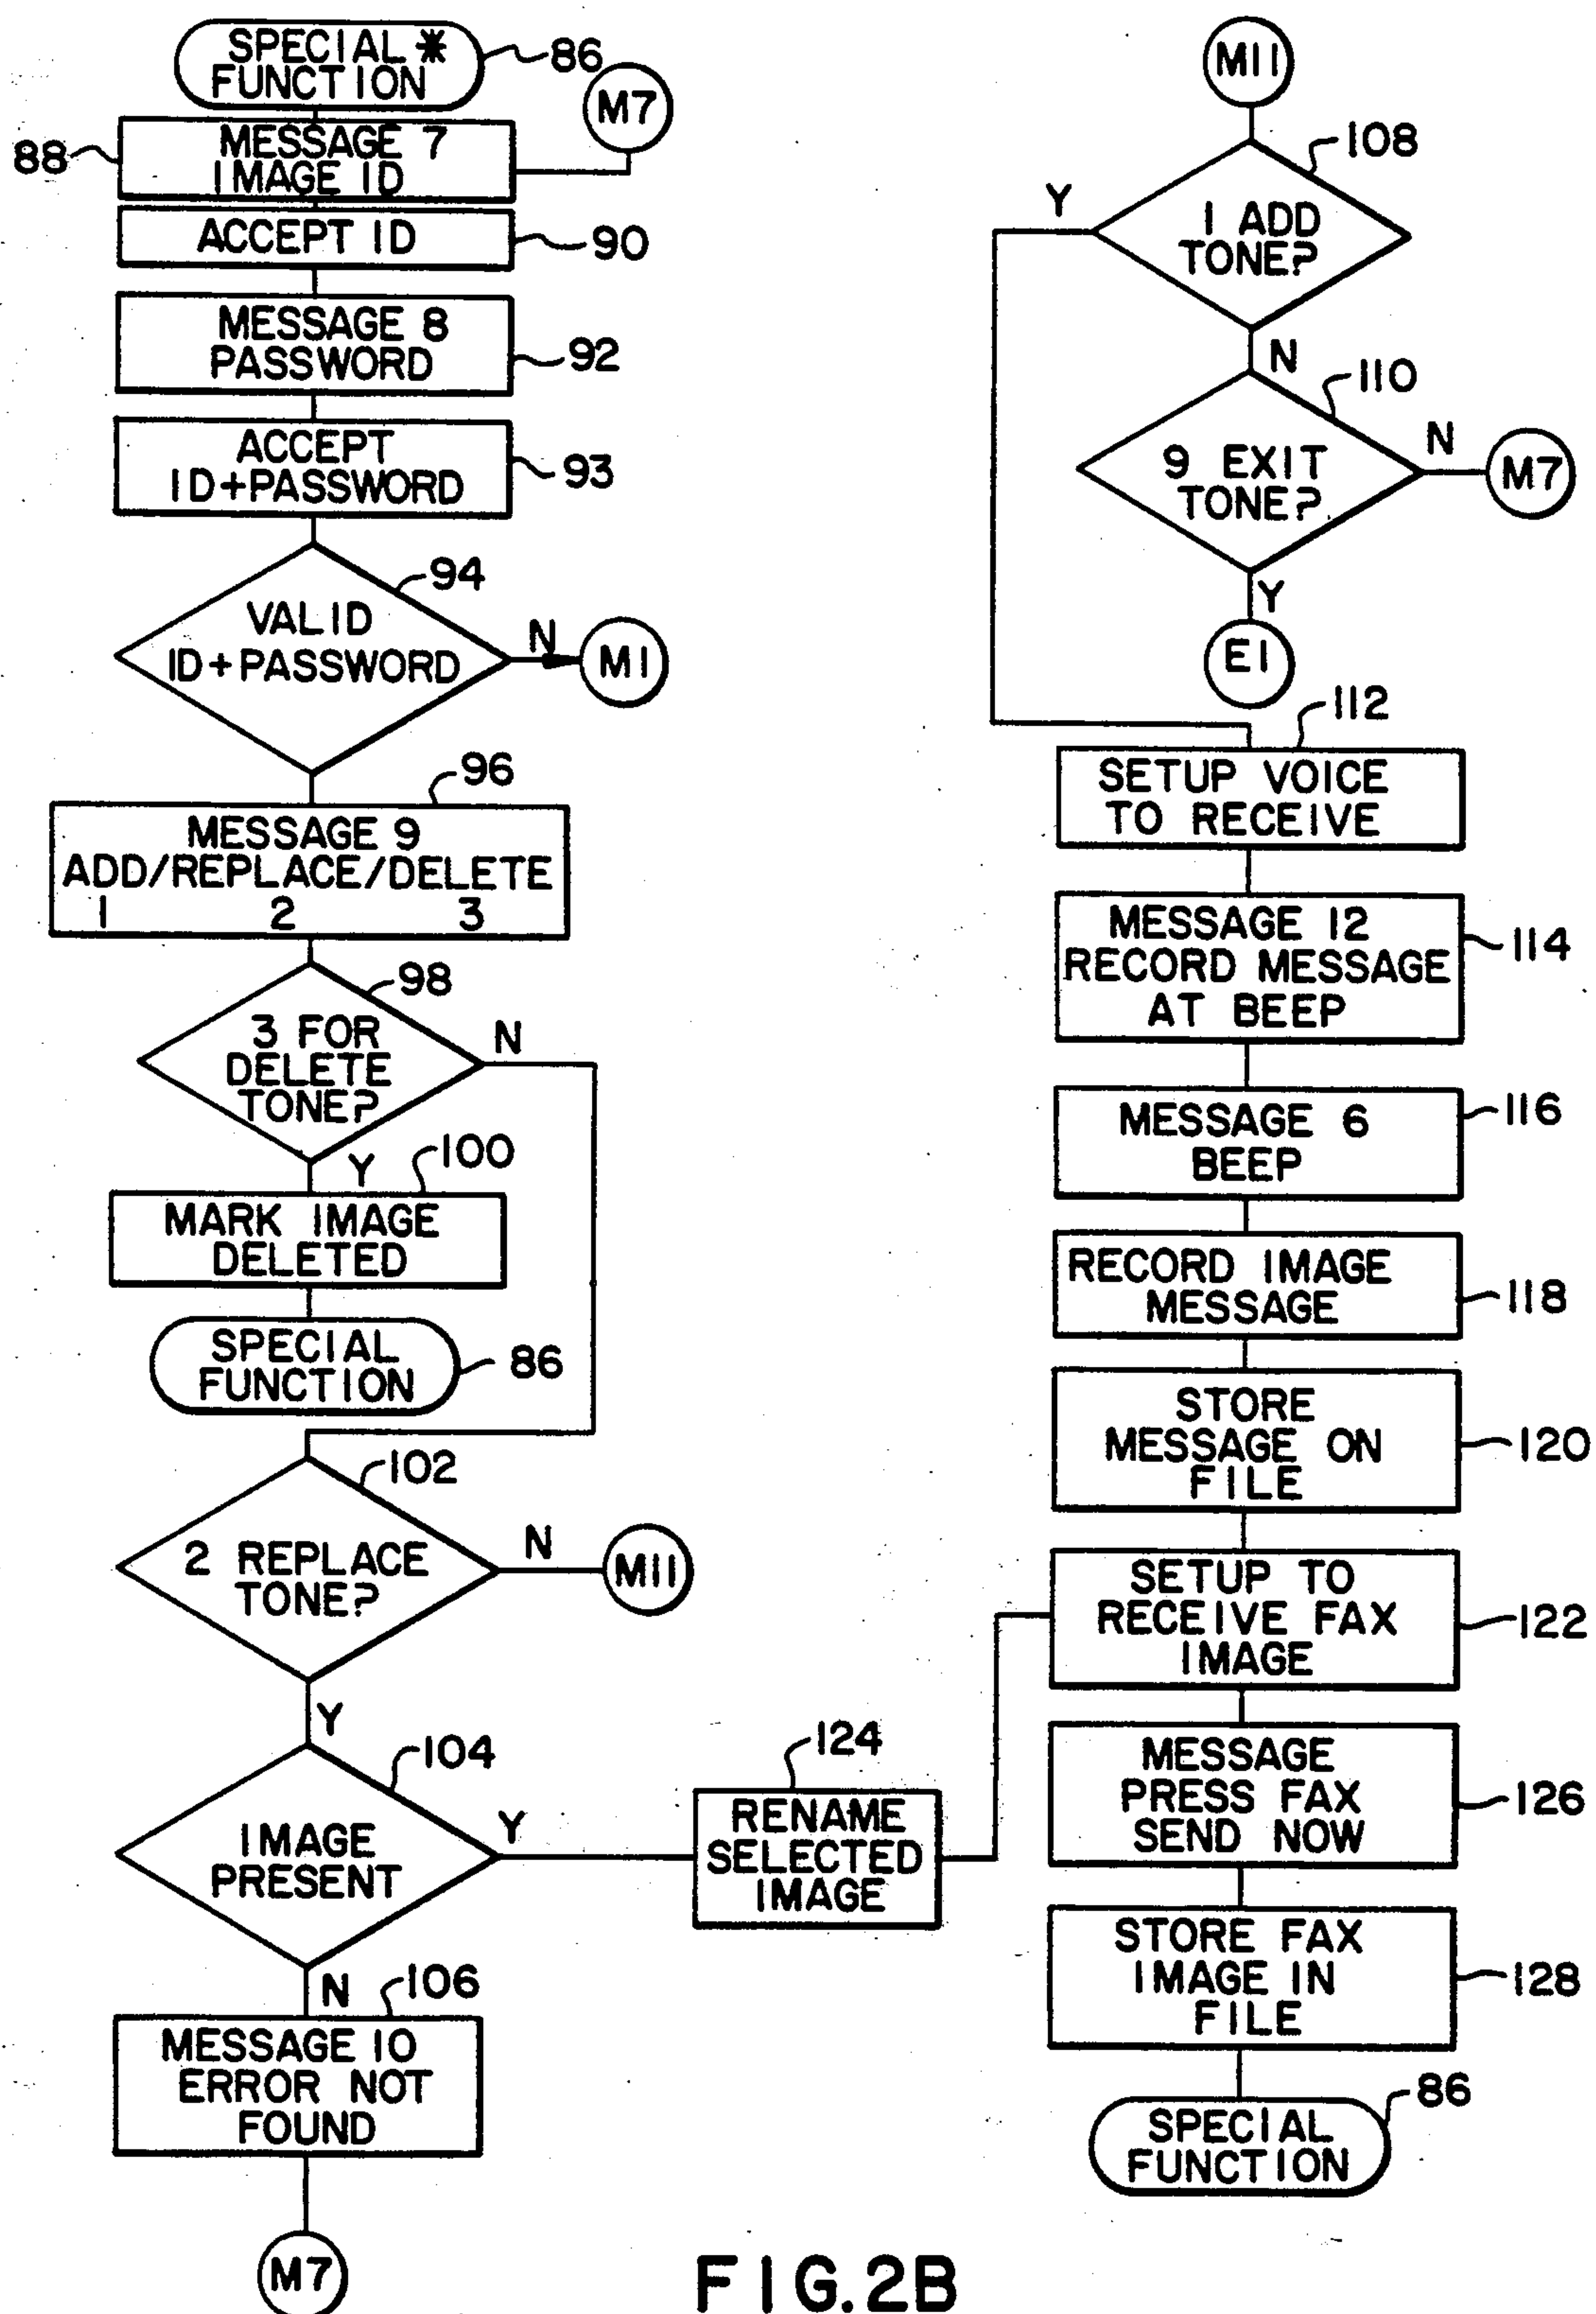 SPECIAL *
FUNCTION
86
M7
88
MESSAGE 7
IMAGE ID
ACCEPT ID
90
MESSAGE 8
PASSWORD
92
ACCEPT
ID+PASSWORD
93
94
VALID
ID+PASSWORD
N
M1
96
MESSAGE 9
ADD/REPLACE/DELETE
1 2 3
98
3 FOR
DELETE
TONE?
N
Y
100
MARK IMAGE
DELETED
SPECIAL
FUNCTION
86
102
2 REPLACE
TONE?
N
M11
Y
104
IMAGE
PRESENT
Y
124
RENAME
SELECTED
IMAGE
N
106
MESSAGE 10
ERROR NOT
FOUND
M7
M11
108
Y
1 ADD
TONE?
N
110
9 EXIT
TONE?
N
M7
Y
E1
112
SETUP VOICE
TO RECEIVE
MESSAGE 12
RECORD MESSAGE
AT BEEP
114
MESSAGE 6
BEEP
116
RECORD IMAGE
MESSAGE
118
STORE
MESSAGE ON
FILE
120
SETUP TO
RECEIVE FAX
IMAGE
122
MESSAGE
PRESS FAX
SEND NOW
126
STORE FAX
IMAGE IN
FILE
128
86
SPECIAL
FUNCTION
FIG.2B